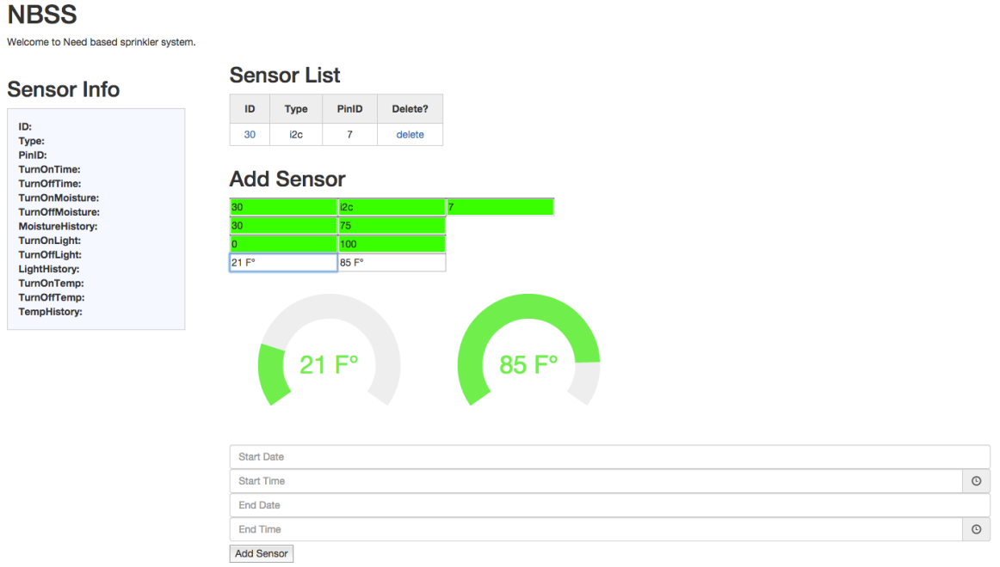 NBSS
Welcome to Need based sprinkler system.
Sensor Info
ID:
Type:
PinID:
TurnOnTime:
TurnOffTime:
TurnOnMoisture:
TurnOffMoisture:
MoistureHistory:
TurnOnLight:
TurnOffLight:
LightHistory:
TurnOnTemp:
TurnOffTemp:
TempHistory:
Sensor List
ID Type PinID Delete?
30 i2c 7 delete
Add Sensor
30 i2c 7
30 75
0 100
21 F° 85 F°
21 F° 85 F°
Start Date
Start Time
End Date
End Time
Add Sensor